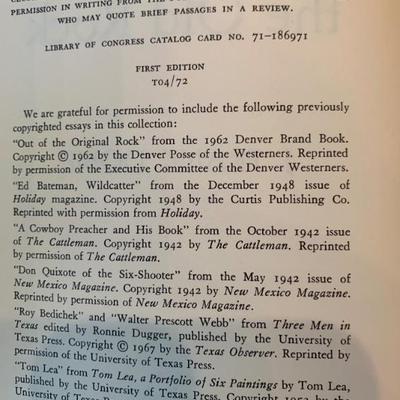 PERMISSION IN WRITING FROM THE
WHO MAY QUOTE BRIEF PASSAGES IN A REVIEW.
LIBRARY OF CONGRESS CATALOG CARD NO. 71-186971
FIRST EDITION
TO4/72
We are grateful for permission to include the following previously
copyrighted essays in this collection:
"Out of the Original Rock" from the 1962 Denver Brand Book.
Copyright © 1962 by the Denver Posse of the Westerners. Reprinted
by permission of the Executive Committee of the Denver Westerners.
"Ed Bateman, Wildcatter" from the December 1948 issue of
Holiday magazine. Copyright 1948 by the Curtis Publishing Co.
Reprinted with permission from Holiday.
"A Cowboy Preacher and His Book" from the October 1942 issue
of The Cattleman. Copyright 1942 by The Cattleman. Reprinted
by permission of The Cattleman.
"Don Quixote of the Six-Shooter" from the May 1942 issue of
New Mexico Magazine. Copyright 1942 by New Mexico Magazine.
Reprinted by permission of New Mexico Magazine.
"Roy Bedichek" and "Walter Prescott Webb" from Three Men in
Texas edited by Ronnie Dugger, published by the University of
Texas Press. Copyright © 1967 by the Texas Observer. Reprinted by
permission of the University of Texas Press.
"Tom Lea" from Tom Lea, a Portfolio of Six Paintings by Tom Lea,
published by the University of Texas Press. Copyright 1953 by the
University of Texas